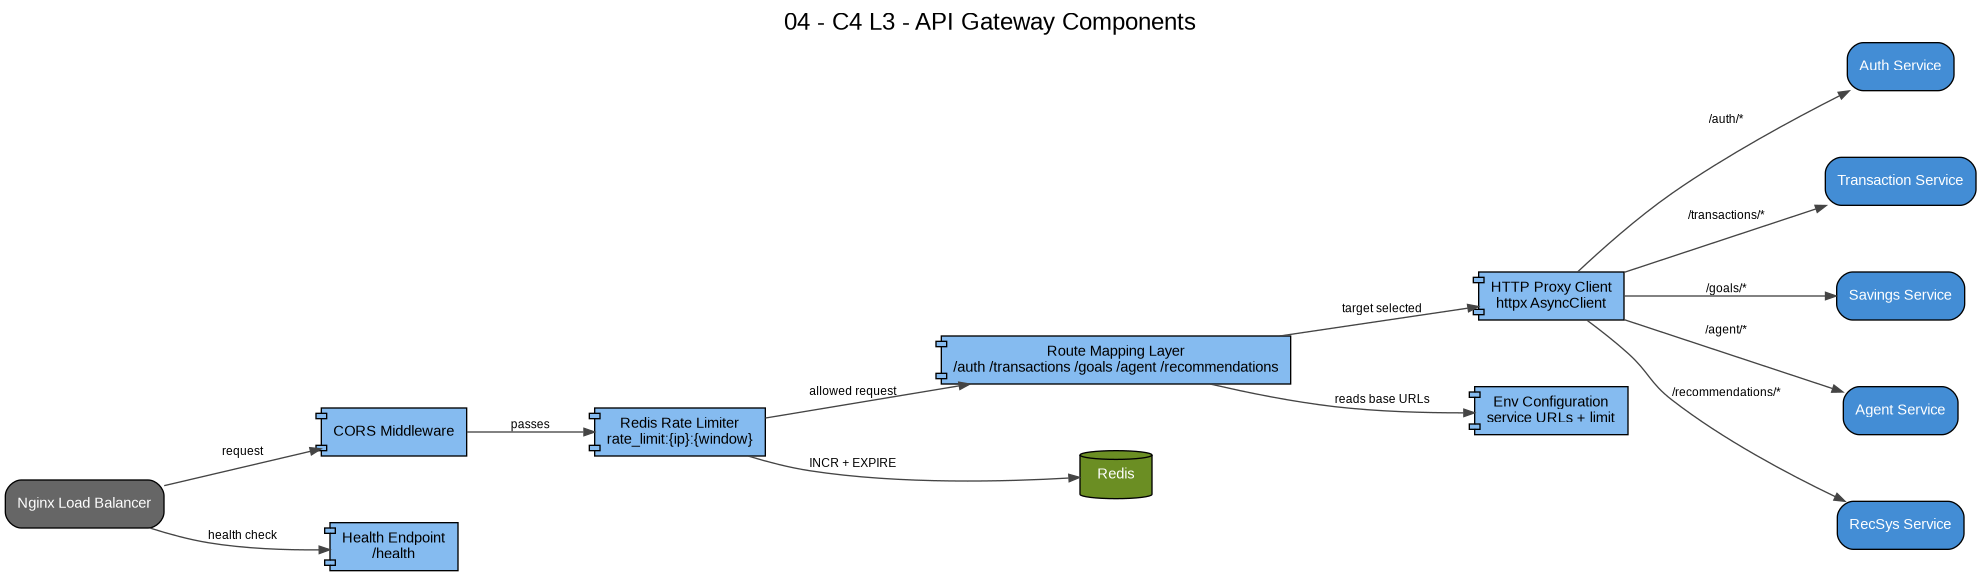 04 - C4 L3 - API Gateway Components
Nginx Load Balancer
request
health check
CORS Middleware
Health Endpoint
/health
passes
Redis Rate Limiter
rate_limit:{ip}:{window}
allowed request
INCR + EXPIRE
Route Mapping Layer
/auth /transactions /goals /agent /recommendations
Redis
target selected
reads base URLs
HTTP Proxy Client
httpx AsyncClient
Env Configuration
service URLs + limit
/auth/*
/transactions/*
/goals/*
/agent/*
/recommendations/*
Auth Service
Transaction Service
Savings Service
Agent Service
RecSys Service